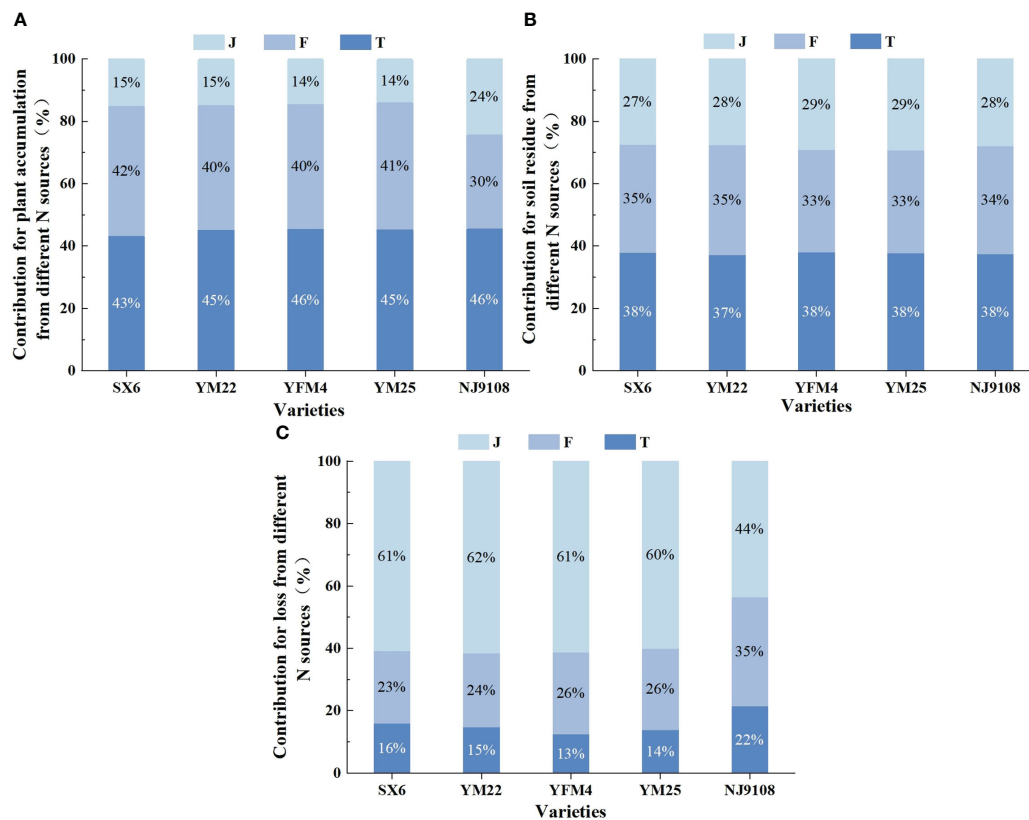 A
J F T
Contribution for plant accumulation
from different N sources（%）
100
80
60
40
20
0
15% 15% 14% 14% 24%
42% 40% 40% 41% 30%
43% 45% 46% 45% 46%
SX6 YM22 YFM4 YM25 NJ9108
Varieties
B
J F T
Contribution for soil residue from
different N sources（%）
100
80
60
40
20
0
27% 28% 29% 29% 28%
35% 35% 33% 33% 34%
38% 37% 38% 38% 38%
SX6 YM22 YFM4 YM25 NJ9108
Varieties
C
J F T
Contribution for loss from different
N sources（%）
100
80
60
40
20
0
61% 62% 61% 60% 44%
23% 24% 26% 26% 35%
16% 15% 13% 14% 22%
SX6 YM22 YFM4 YM25 NJ9108
Varieties